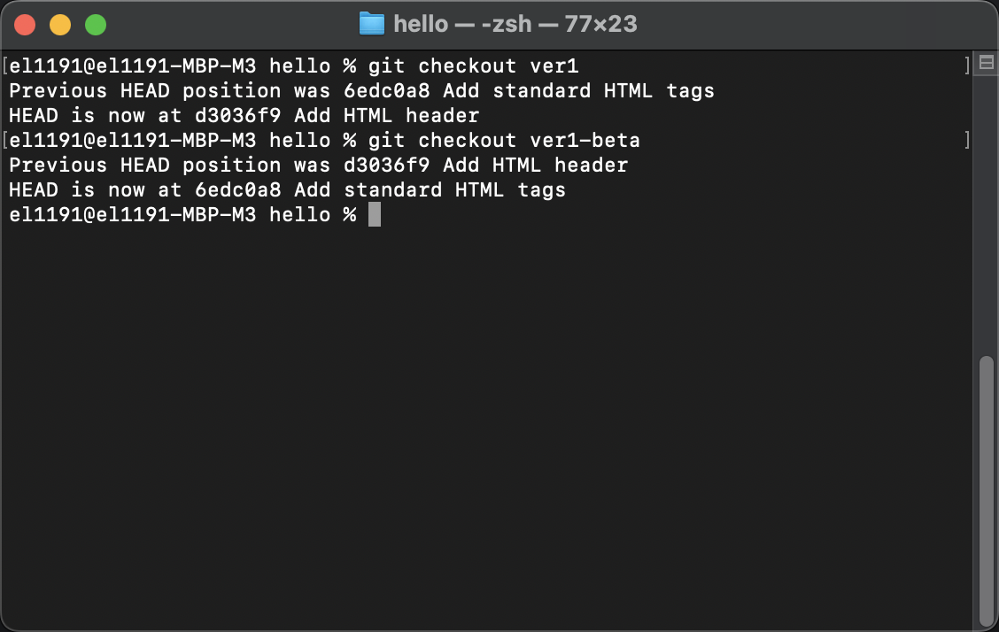 hello — -zsh — 77×23
[el1191@el1191-MBP-M3 hello % git checkout ver1 ]
Previous HEAD position was 6edc0a8 Add standard HTML tags
HEAD is now at d3036f9 Add HTML header
[el1191@el1191-MBP-M3 hello % git checkout ver1-beta ]
Previous HEAD position was d3036f9 Add HTML header
HEAD is now at 6edc0a8 Add standard HTML tags
el1191@el1191-MBP-M3 hello %